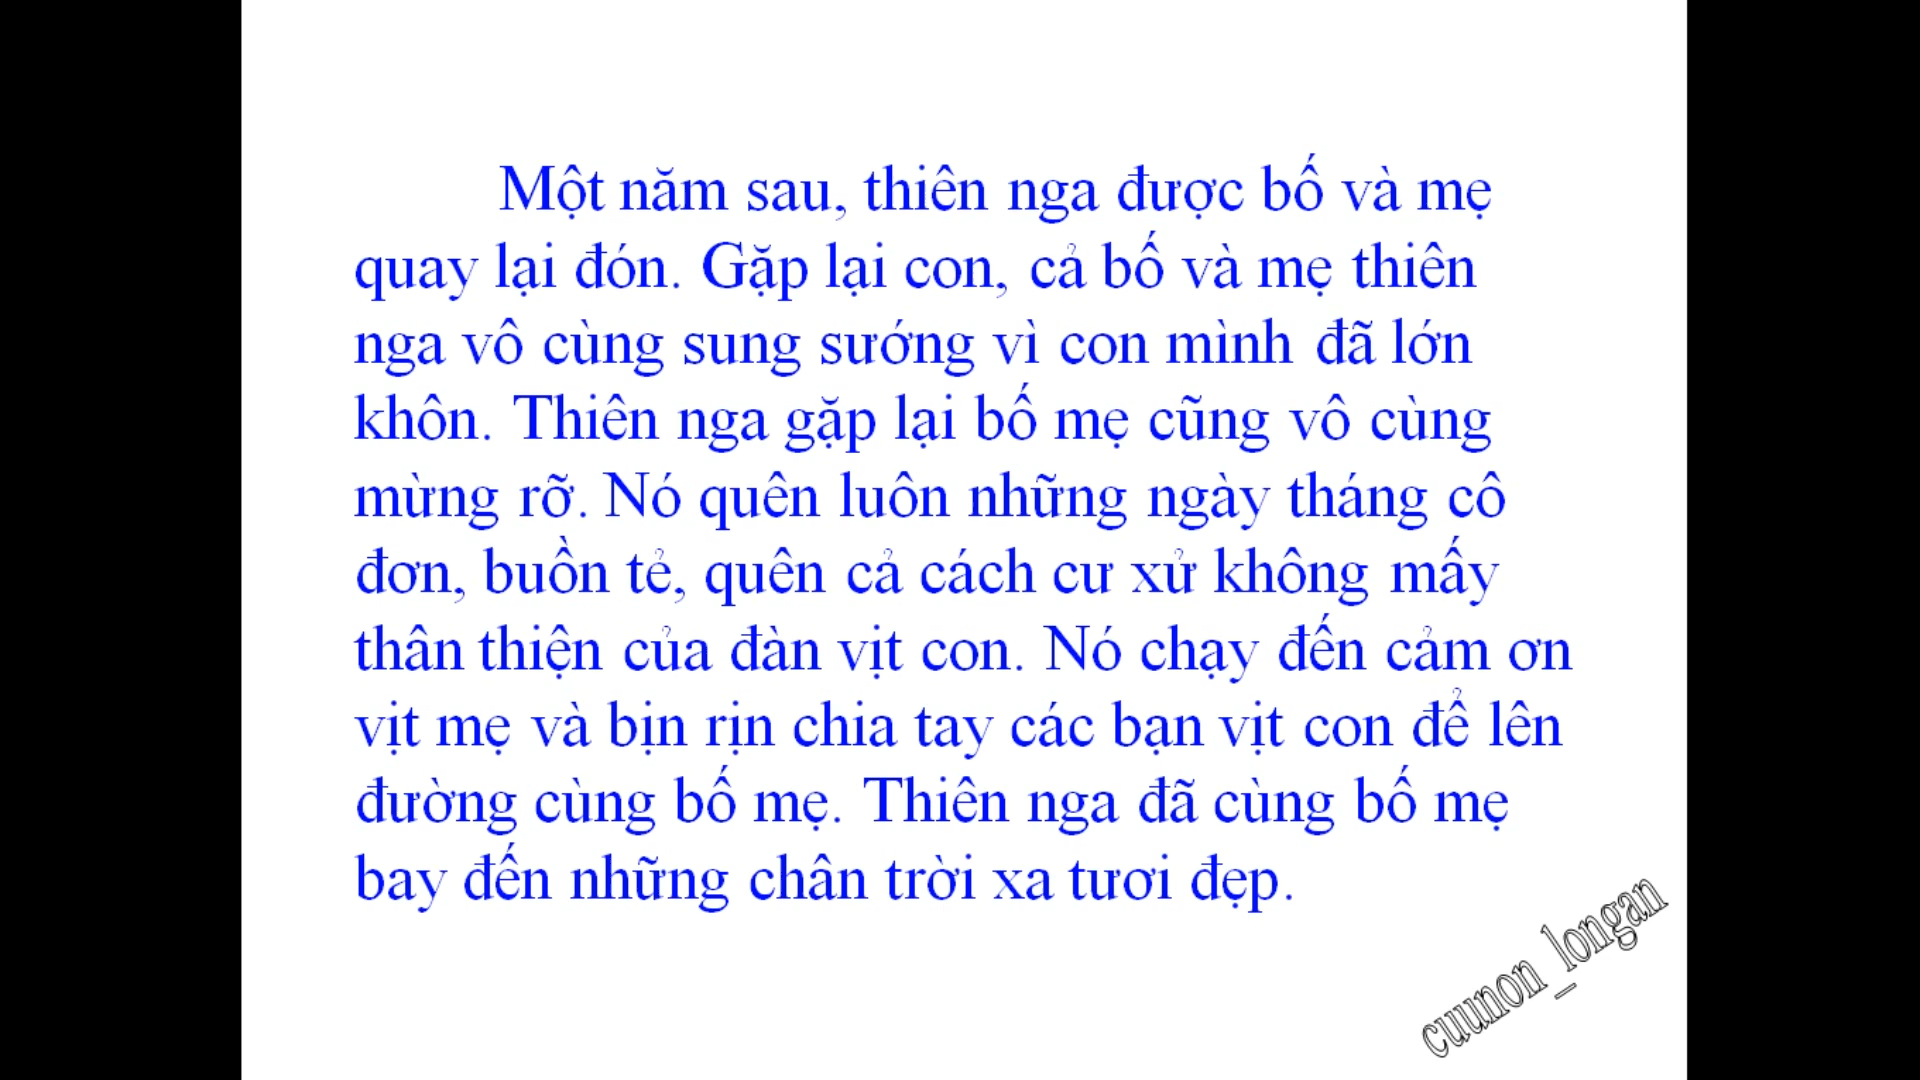 Một năm sau, thiên nga được bố và mẹ
quay lại đón. Gặp lại con, cả bố và mẹ thiên
nga vô cùng sung sướng vì con mình đã lớn
khôn. Thiên nga gặp lại bố mẹ cũng vô cùng
mừng rỡ. Nó quên luôn những ngày tháng cô
đơn, buồn tẻ, quên cả cách cư xử không mấy
thân thiện của đàn vịt con. Nó chạy đến cảm ơn
vịt mẹ và bịn rịn chia tay các bạn vịt con để lên
đường cùng bố mẹ. Thiên nga đã cùng bố mẹ
bay đến những chân trời xa tươi đẹp.
cuunon_longan